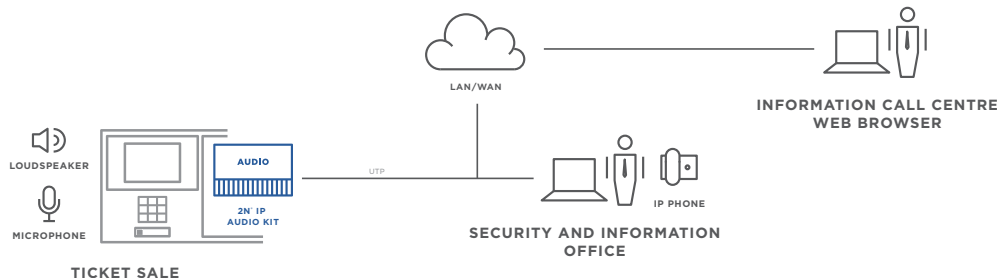 LAN/WAN
INFORMATION CALL CENTRE
WEB BROWSER
LOUDSPEAKER
AUDIO
UTP
2N° IP
AUDIO KIT
IP PHONE
MICROPHONE
SECURITY AND INFORMATION
OFFICE
TICKET SALE